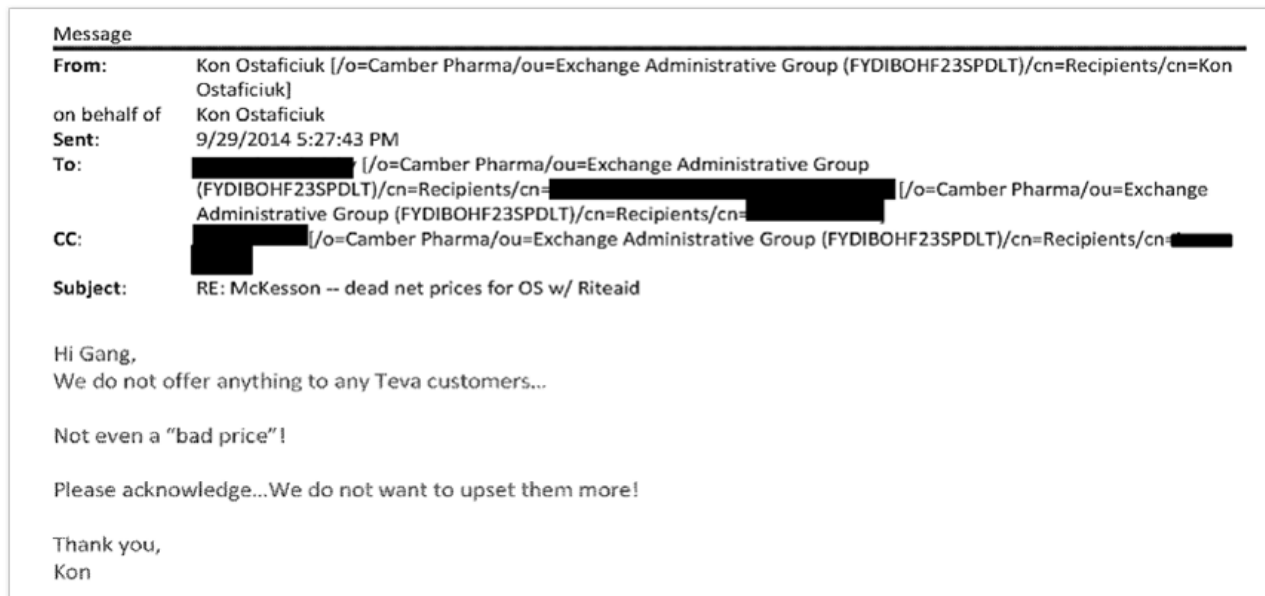 Message
From: Kon Ostaficiuk [/o=Camber Pharma/ou=Exchange Administrative Group (FYDIBOHF23SPDLT)/cn=Recipients/cn=Kon
Ostaficiuk]
on behalf of Kon Ostaficiuk
Sent: 9/29/2014 5:27:43 PM
To: [/o=Camber Pharma/ou=Exchange Administrative Group
(FYDIBOHF23SPDLT)/cn=Recipients/cn= [/o=Camber Pharma/ou=Exchange
Administrative Group (FYDIBOHF23SPDLT)/cn=Recipients/cn=
CC: [/o=Camber Pharma/ou=Exchange Administrative Group (FYDIBOHF23SPDLT)/cn=Recipients/cn=
Subject: RE: McKesson -- dead net prices for OS w/ Riteaid
Hi Gang,
We do not offer anything to any Teva customers...
Not even a “bad price”!
Please acknowledge...We do not want to upset them more!
Thank you,
Kon